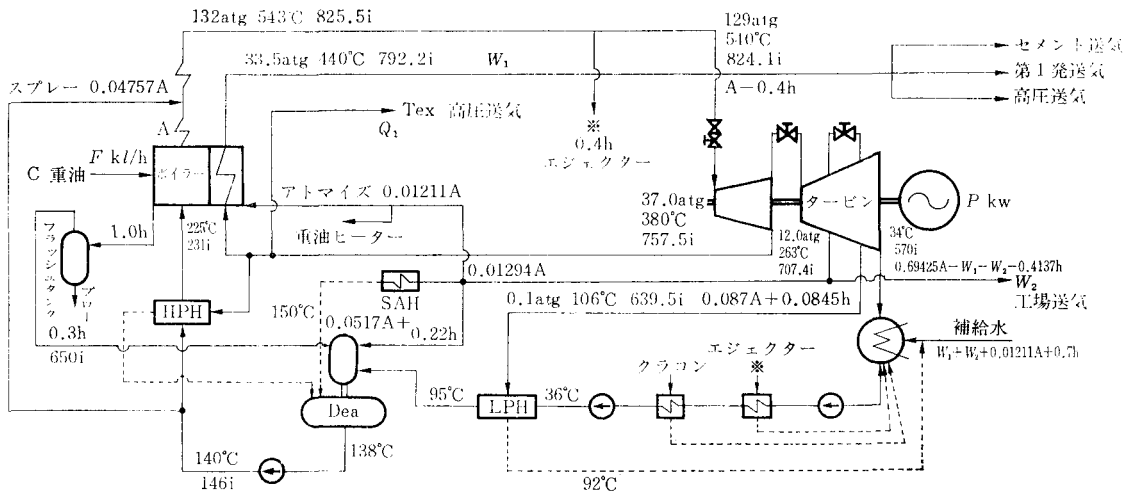 132atg 543℃ 825.5i
129atg
540℃
824.1i
A-0.4h
33.5atg 440℃ 792.2i W₁
セメント送気
第1発送気
高圧送気
スプレー 0.04757A
Tex 高圧送気
Q₁
※
0.4h
エジェクター
A
F kl/h
C 重油
ボイラー
アトマイズ 0.01211A
37.0atg
380℃
757.5i
タービン
P kw
225℃
231i
1.0h
重油ヒーター
フラッシュタンク
ブロー
12.0atg
263℃
707.4i
34℃
570i
0.69425A-W₁-W₂-0.4137h
0.01294A
W₂
工場送気
SAH
150℃
0.1atg 106℃ 639.5i 0.087A+0.0845h
HPH
0.0517A+
0.22h
0.3h
650i
補給水
W₁+W₂+0.01211A+0.7h
エジェクター
※
クラコン
95℃
LPH
36℃
Dea
138℃
140℃
146i
92℃